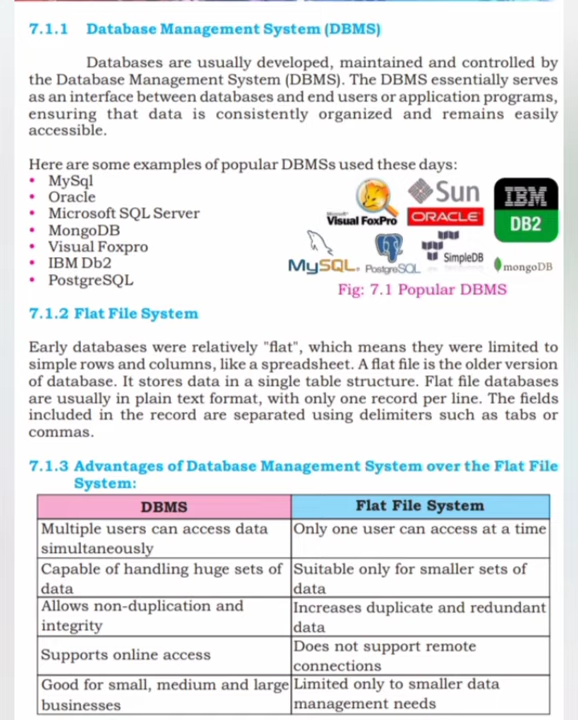 7.1.1 Database Management System (DBMS)
Databases are usually developed, maintained and controlled by
the Database Management System (DBMS). The DBMS essentially serves
as an interface between databases and end users or application programs,
ensuring that data is consistently organized and remains easily
accessible.
Here are some examples of popular DBMSs used these days:
• MySql
• Oracle
• Microsoft SQL Server
• MongoDB
• Visual Foxpro
• IBM Db2
• PostgreSQL
Visual FoxPro
Sun
ORACLE
IBM
DB2
MySQL.
PostgreSQL
SimpleDB
mongoDB
Fig: 7.1 Popular DBMS
7.1.2 Flat File System
Early databases were relatively "flat", which means they were limited to
simple rows and columns, like a spreadsheet. A flat file is the older version
of database. It stores data in a single table structure. Flat file databases
are usually in plain text format, with only one record per line. The fields
included in the record are separated using delimiters such as tabs or
commas.
7.1.3 Advantages of Database Management System over the Flat File
System:
DBMS
Flat File System
Multiple users can access data
simultaneously
Only one user can access at a time
Capable of handling huge sets of
data
Suitable only for smaller sets of
data
Allows non-duplication and
integrity
Increases duplicate and redundant
data
Supports online access
Does not support remote
connections
Good for small, medium and large
businesses
Limited only to smaller data
management needs